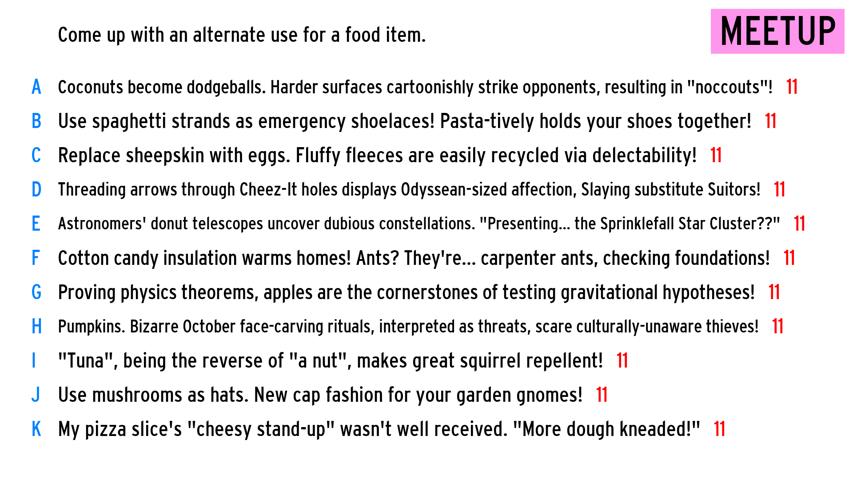 Come up with an alternate use for a food item.
MEETUP
A Coconuts become dodgeballs. Harder surfaces cartoonishly strike opponents, resulting in "noccouts"! 11
B Use spaghetti strands as emergency shoelaces! Pasta-tively holds your shoes together! 11
C Replace sheepskin with eggs. Fluffy fleeces are easily recycled via delectability! 11
D Threading arrows through Cheez-It holes displays Odyssean-sized affection, Slaying substitute Suitors! 11
E Astronomers' donut telescopes uncover dubious constellations. "Presenting... the Sprinklefall Star Cluster??" 11
F Cotton candy insulation warms homes! Ants? They're... carpenter ants, checking foundations! 11
G Proving physics theorems, apples are the cornerstones of testing gravitational hypotheses! 11
H Pumpkins. Bizarre October face-carving rituals, interpreted as threats, scare culturally-unaware thieves! 11
I "Tuna", being the reverse of "a nut", makes great squirrel repellent! 11
J Use mushrooms as hats. New cap fashion for your garden gnomes! 11
K My pizza slice's "cheesy stand-up" wasn't well received. "More dough kneaded!" 11